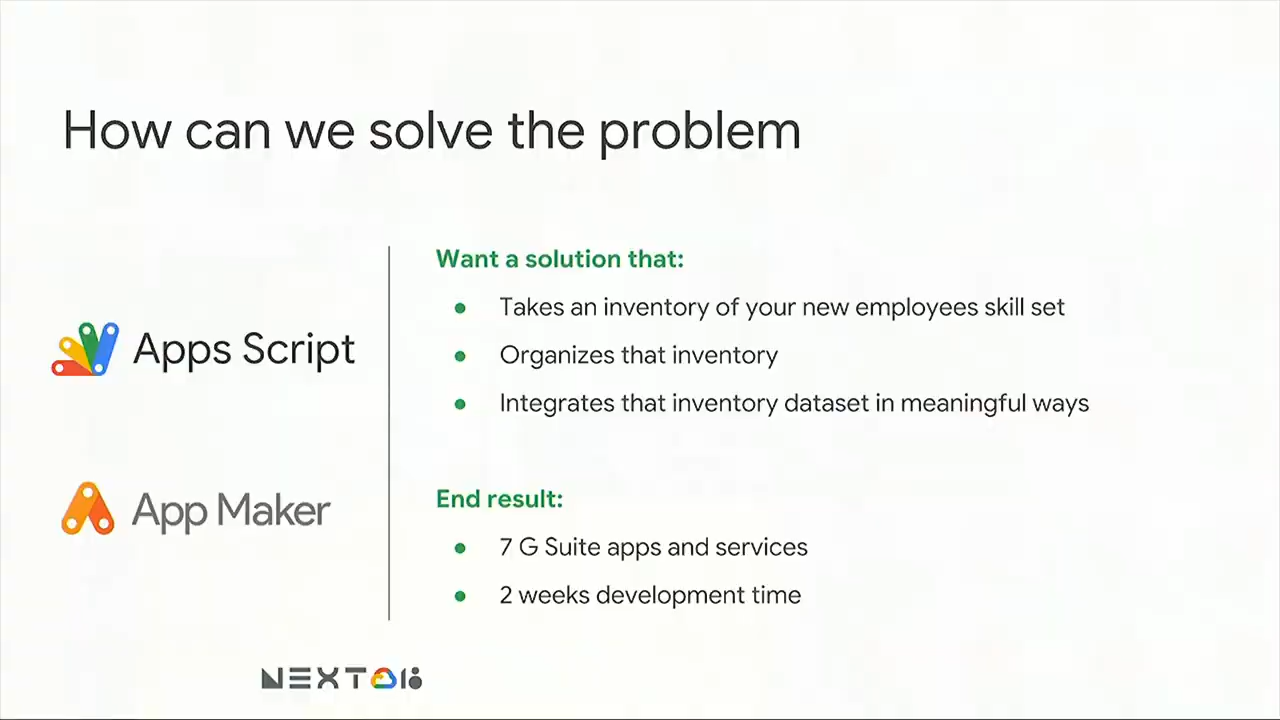 How can we solve the problem
Apps Script
App Maker
Want a solution that:
Takes an inventory of your new employees skill set
Organizes that inventory
Integrates that inventory dataset in meaningful ways
End result:
7 G Suite apps and services
2 weeks development time
NEXT18